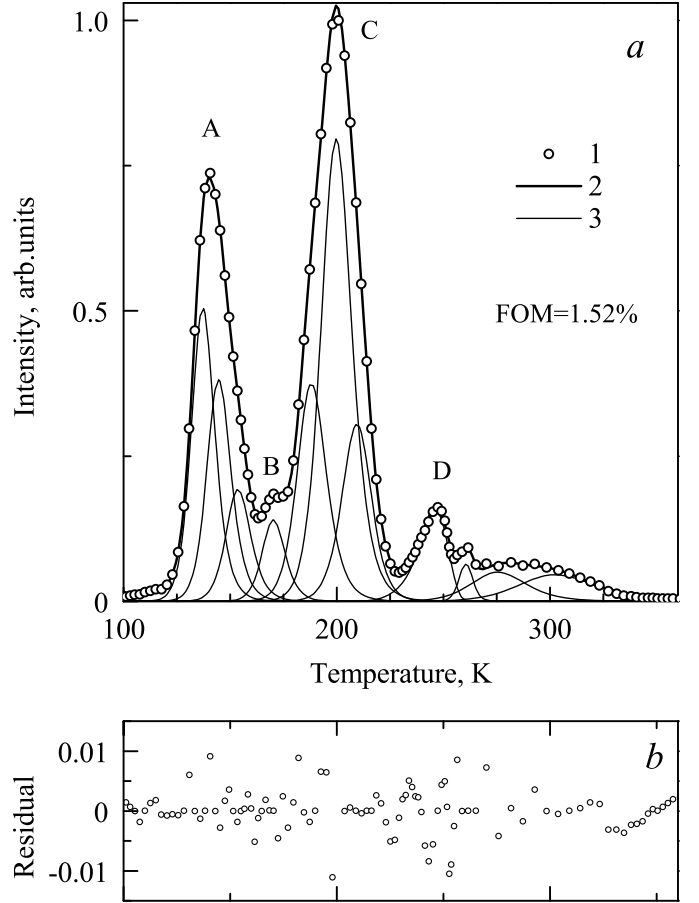 1.0
a
C
A
1
2
3
FOM=1.52%
0.5
B
D
0
100
200
300
Intensity, arb.units
Temperature, K
b
0.01
0
-0.01
Residual